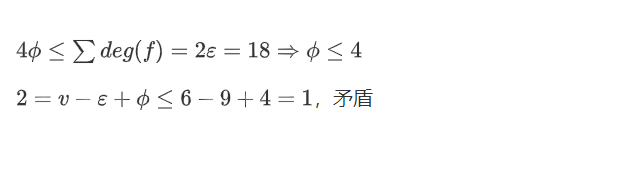 4ϕ ≤ ∑ deg(f) = 2ε = 18 ⇒ ϕ ≤ 4
2 = v − ε + ϕ ≤ 6 − 9 + 4 = 1，矛盾